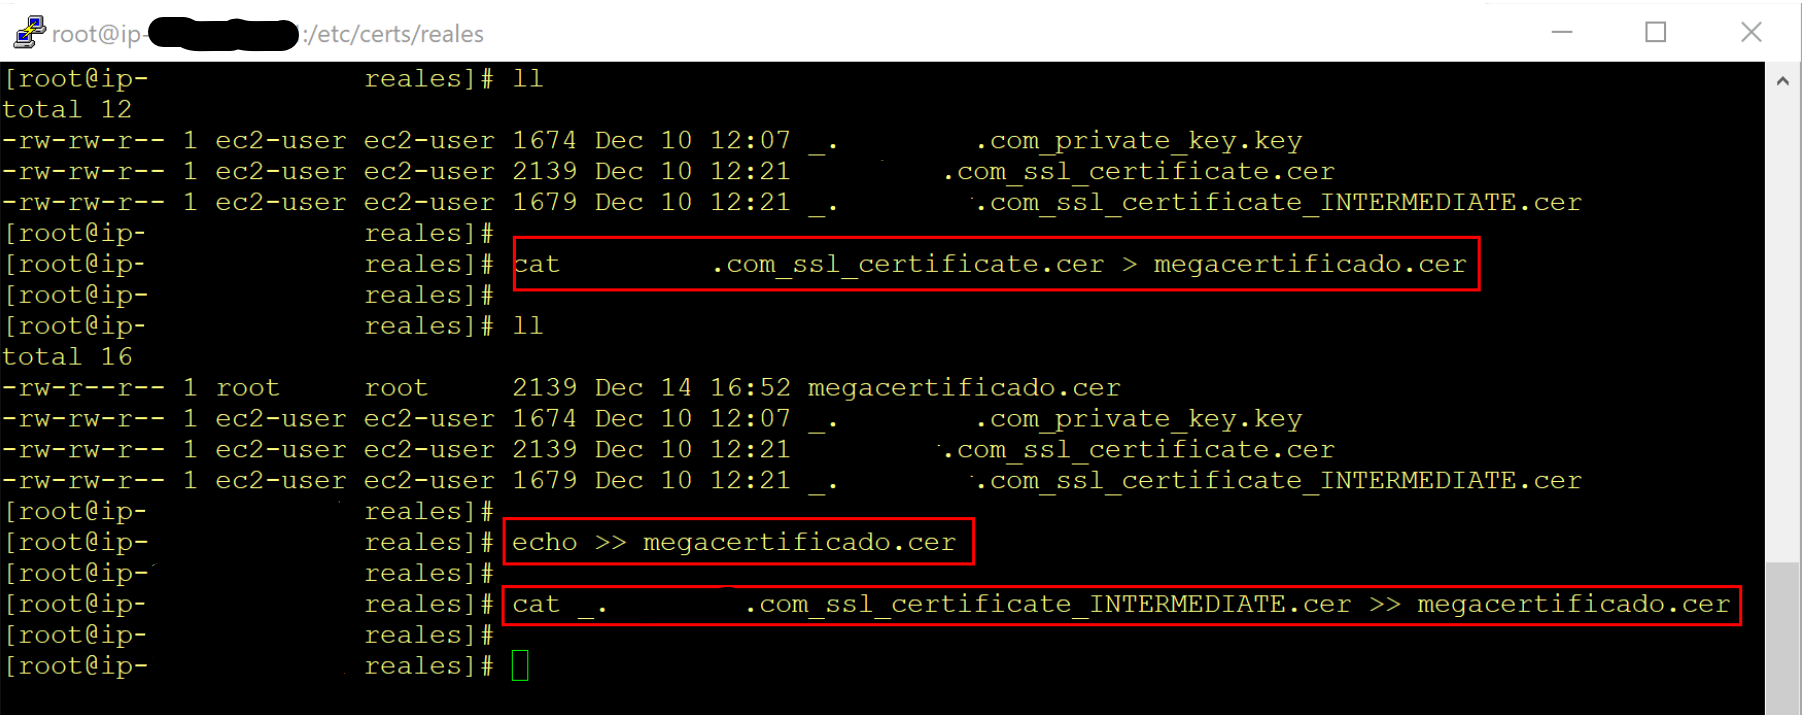 root@ip- :/etc/certs/reales
[root@ip- reales]# ll
total 12
-rw-rw-r-- 1 ec2-user ec2-user 1674 Dec 10 12:07 _. .com_private_key.key
-rw-rw-r-- 1 ec2-user ec2-user 2139 Dec 10 12:21 .com_ssl_certificate.cer
-rw-rw-r-- 1 ec2-user ec2-user 1679 Dec 10 12:21 _. .com_ssl_certificate_INTERMEDIATE.cer
[root@ip- reales]#
[root@ip- reales]# cat .com_ssl_certificate.cer > megacertificado.cer
[root@ip- reales]#
[root@ip- reales]# ll
total 16
-rw-r--r-- 1 root root 2139 Dec 14 16:52 megacertificado.cer
-rw-rw-r-- 1 ec2-user ec2-user 1674 Dec 10 12:07 _. .com_private_key.key
-rw-rw-r-- 1 ec2-user ec2-user 2139 Dec 10 12:21 .com_ssl_certificate.cer
-rw-rw-r-- 1 ec2-user ec2-user 1679 Dec 10 12:21 _. .com_ssl_certificate_INTERMEDIATE.cer
[root@ip- reales]#
[root@ip- reales]# echo >> megacertificado.cer
[root@ip- reales]#
[root@ip- reales]# cat _. .com_ssl_certificate_INTERMEDIATE.cer >> megacertificado.cer
[root@ip- reales]#
[root@ip- reales]#